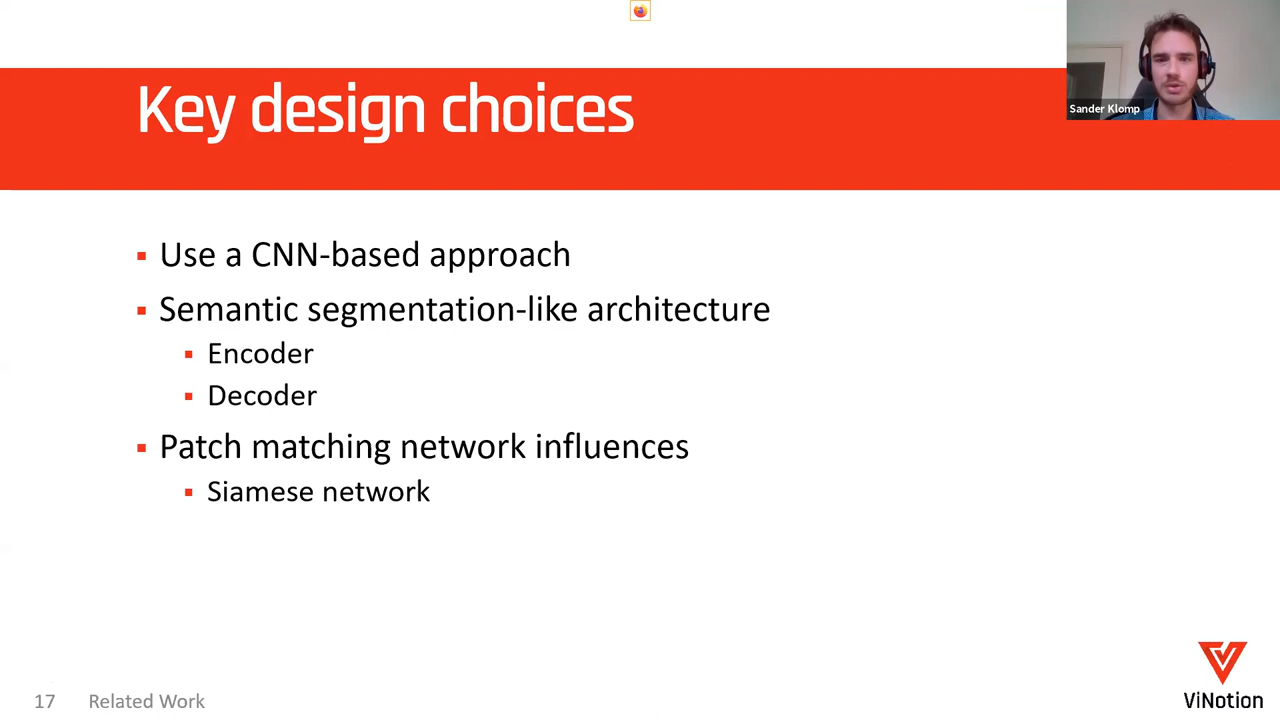 Sander Klomp
Key design choices
Use a CNN-based approach
Semantic segmentation-like architecture
Encoder
Decoder
Patch matching network influences
Siamese network
17 Related Work
ViNotion